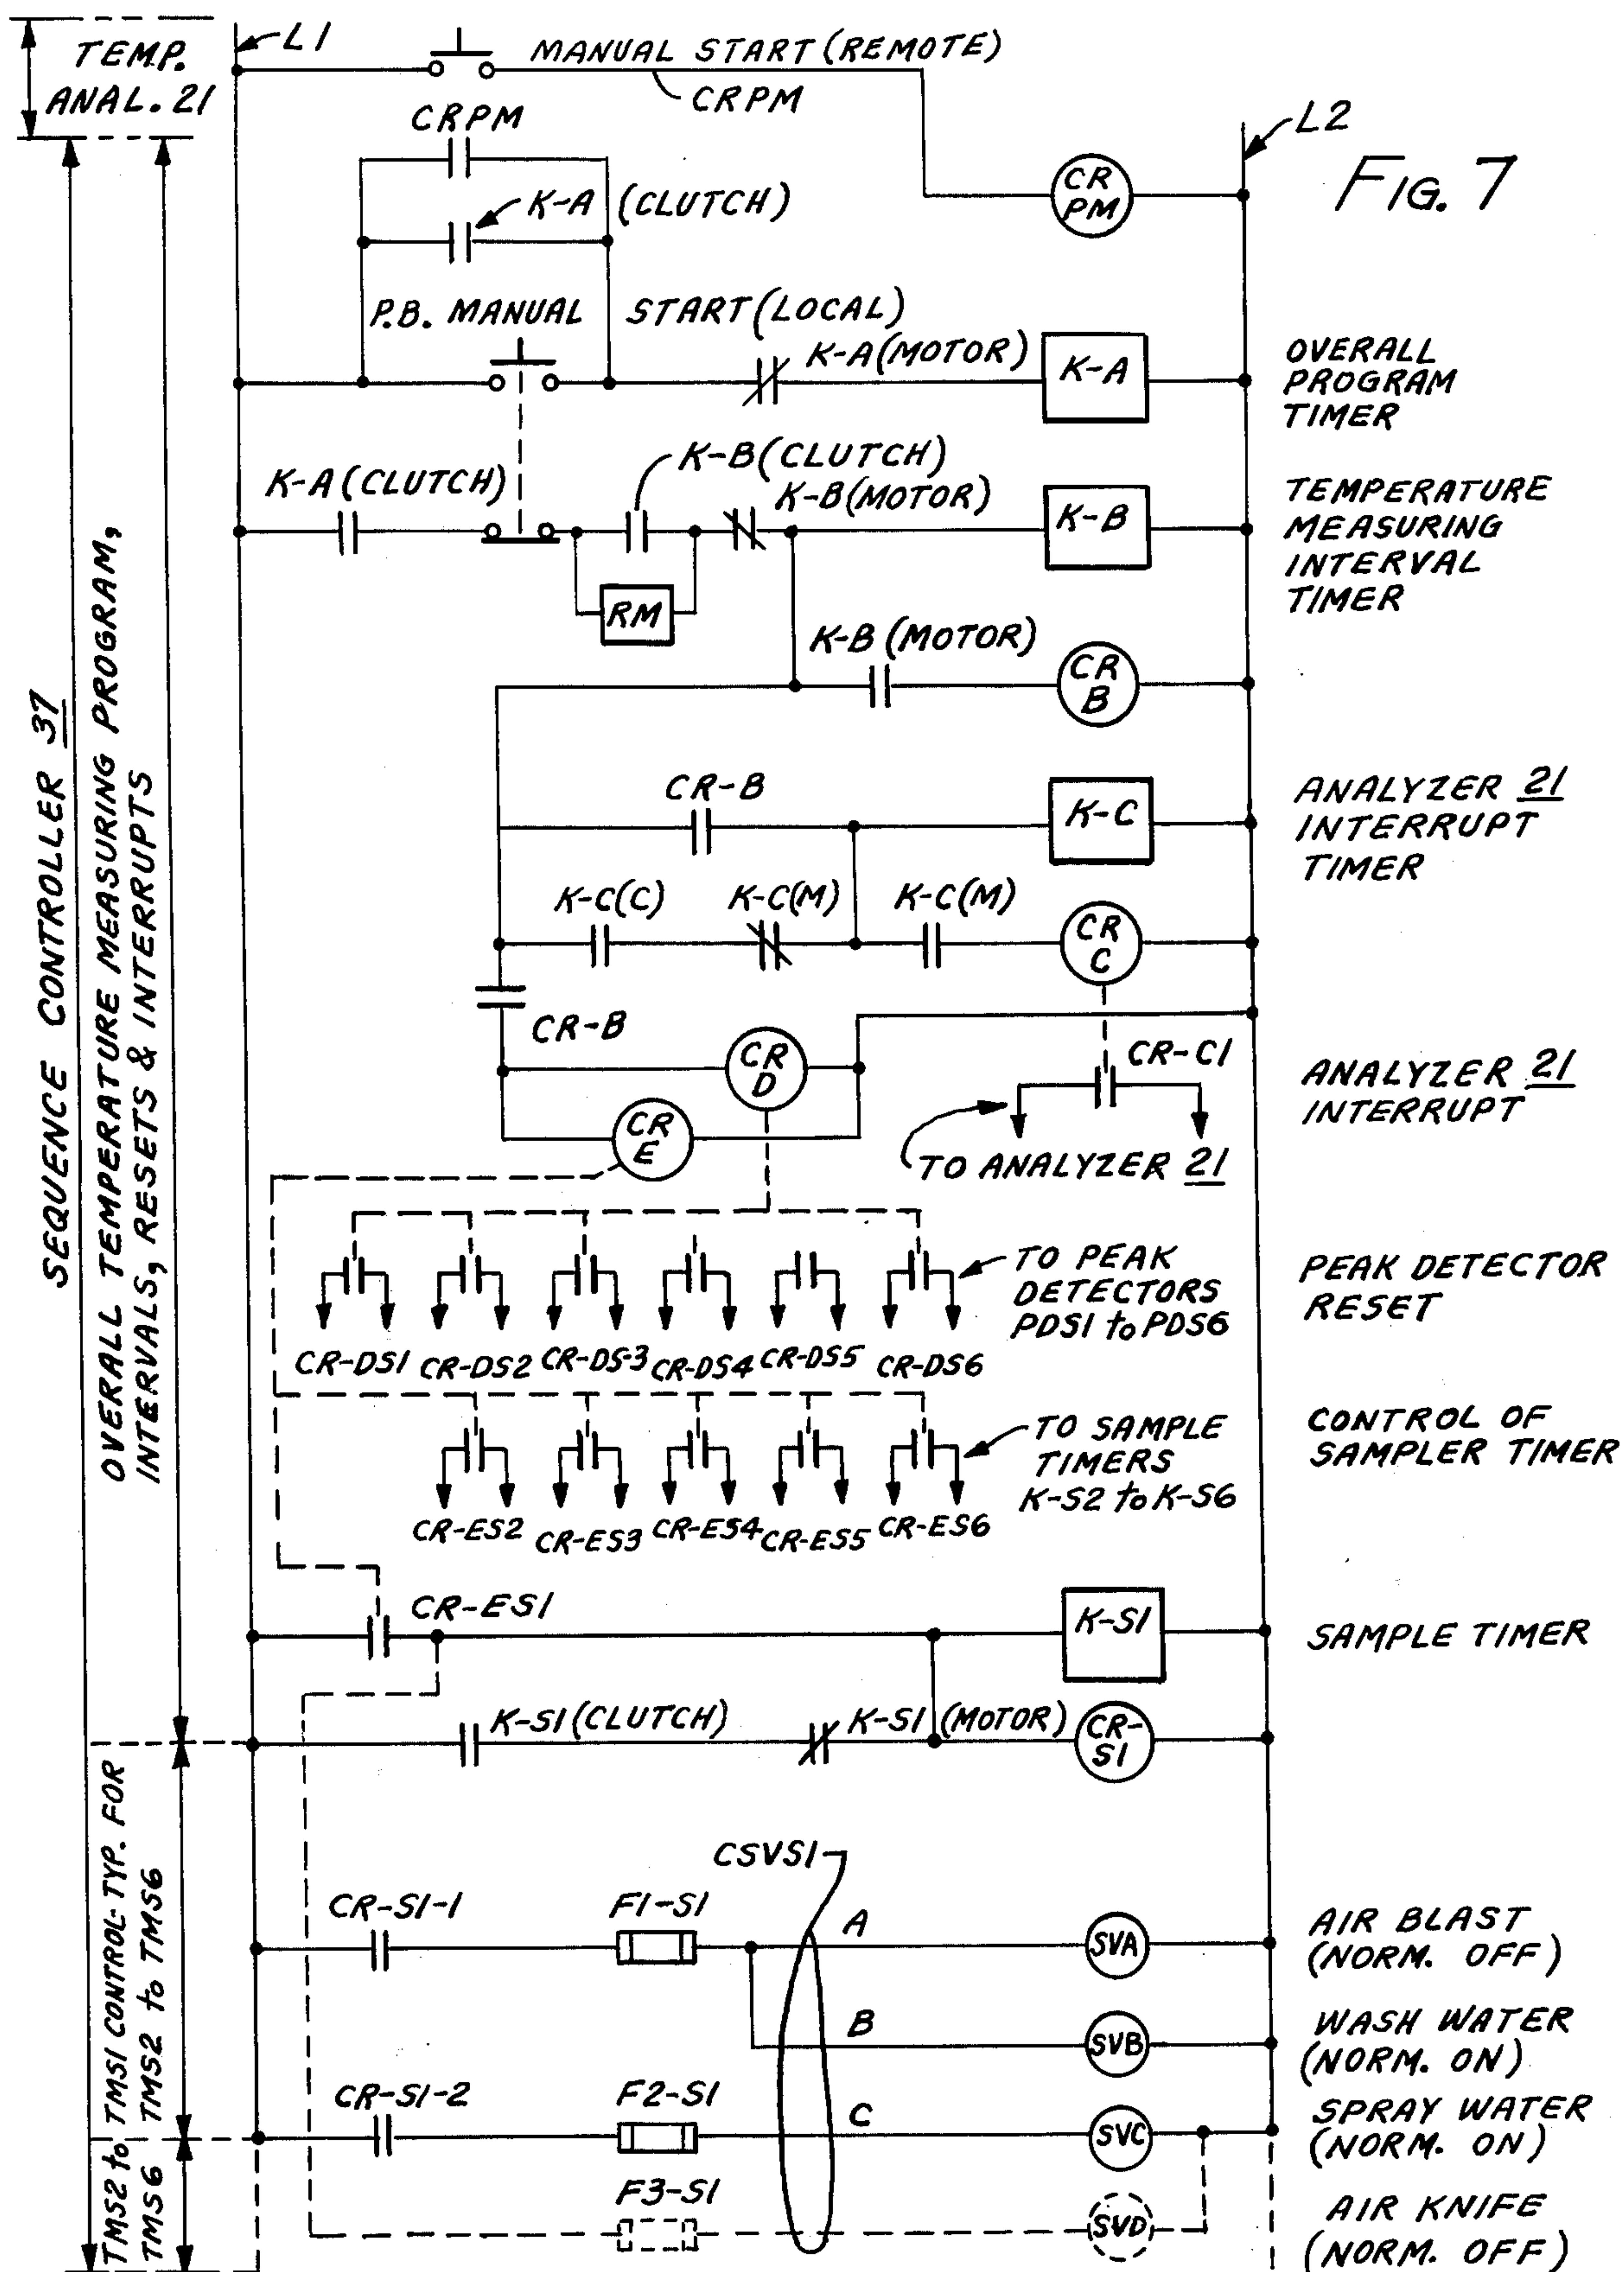 L1
TEMP.
ANAL. 21
MANUAL START (REMOTE)
CRPM
CRPM
L2
FIG. 7
CR
PM
K-A (CLUTCH)
P.B. MANUAL START (LOCAL)
K-A (MOTOR)
K-A
OVERALL
PROGRAM
TIMER
K-A (CLUTCH)
K-B (CLUTCH)
K-B (MOTOR)
K-B
TEMPERATURE
MEASURING
INTERVAL
TIMER
RM
K-B (MOTOR)
CR
B
SEQUENCE CONTROLLER 37
OVERALL TEMPERATURE MEASURING PROGRAM,
INTERVALS, RESETS & INTERRUPTS
CR-B
K-C
ANALYZER 21
INTERRUPT
TIMER
K-C(C)
K-C(M)
K-C(M)
CR
C
CR-B
CR
D
CR-C1
ANALYZER 21
INTERRUPT
CR
E
TO ANALYZER 21
TO PEAK
DETECTORS
PDS1 to PDS6
PEAK DETECTOR
RESET
CR-DS1 CR-DS2 CR-DS-3 CR-DS4 CR-DS5 CR-DS6
TO SAMPLE
TIMERS
K-S2 to K-S6
CONTROL OF
SAMPLER TIMER
CR-ES2 CR-ES3 CR-ES4 CR-ES5 CR-ES6
CR-ES1
K-S1
SAMPLE TIMER
K-S1 (CLUTCH)
K-S1 (MOTOR)
CR-
S1
TMS1 CONTROL-TYP. FOR
TMS2 to TMS6
CSVS1
CR-S1-1
F1-S1
A
SVA
AIR BLAST
(NORM. OFF)
B
SVB
WASH WATER
(NORM. ON)
CR-S1-2
F2-S1
C
SVC
SPRAY WATER
(NORM. ON)
TMS2 to
TMS6
F3-S1
SVD
AIR KNIFE
(NORM. OFF)